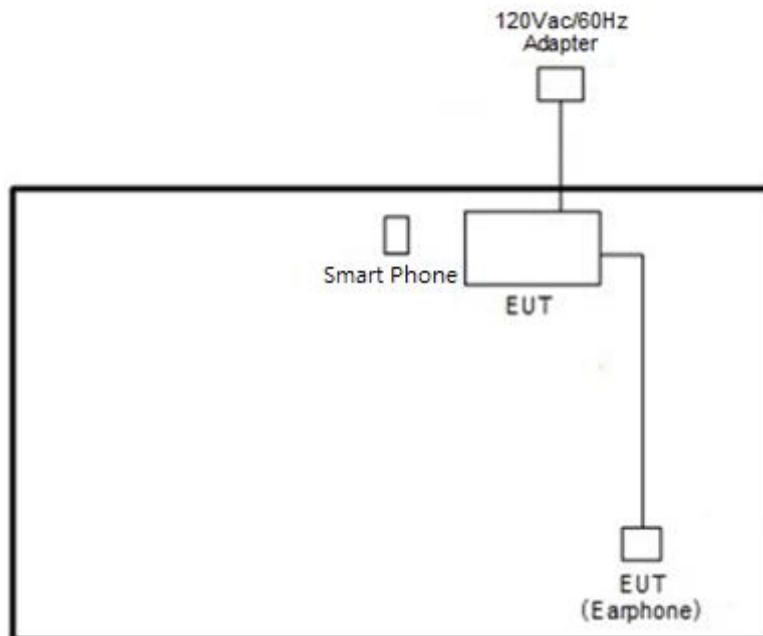 120Vac/60Hz
Adapter
Smart Phone
EUT
EUT
(Earphone)